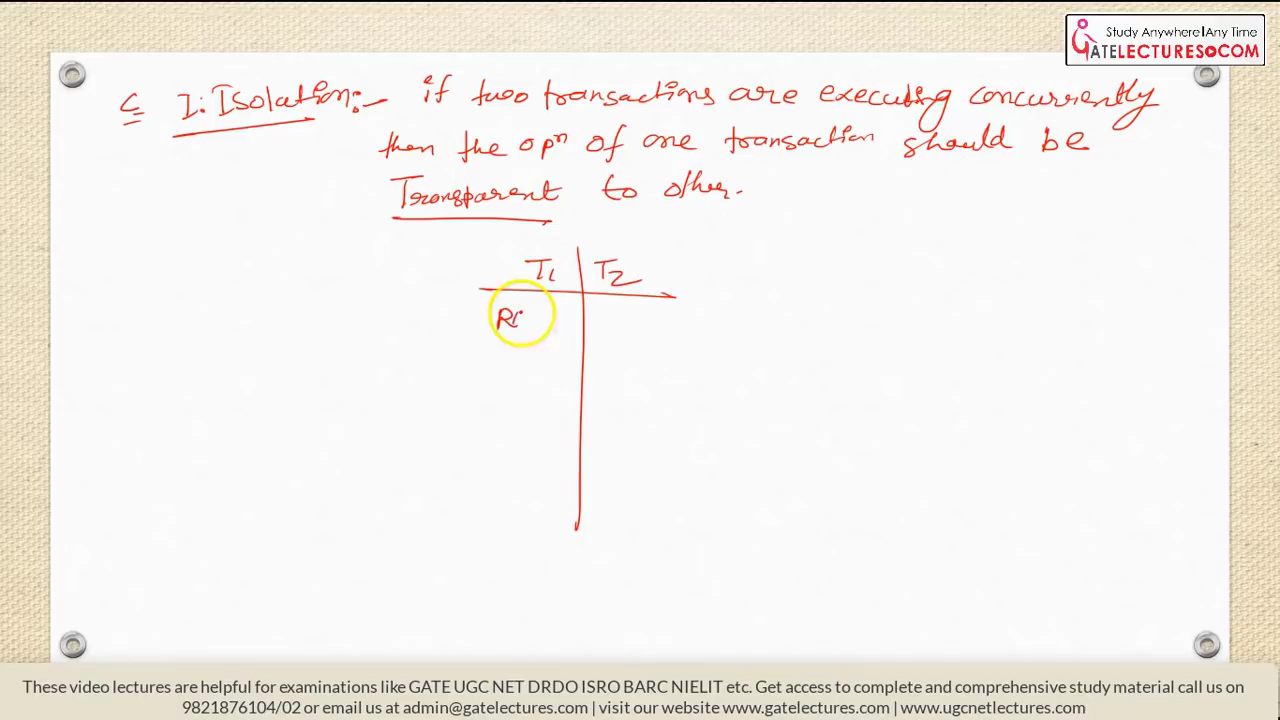 Study Anywhere|Any Time
GATELECTURES.COM
C I: Isolation:- if two transactions are executing concurrently
then the opn of one transaction should be
Transparent to other.
T1 T2
R(
These video lectures are helpful for examinations like GATE UGC NET DRDO ISRO BARC NIELIT etc. Get access to complete and comprehensive study material call us on
9821876104/02 or email us at admin@gatelectures.com | visit our website www.gatelectures.com | www.ugcnetlectures.com